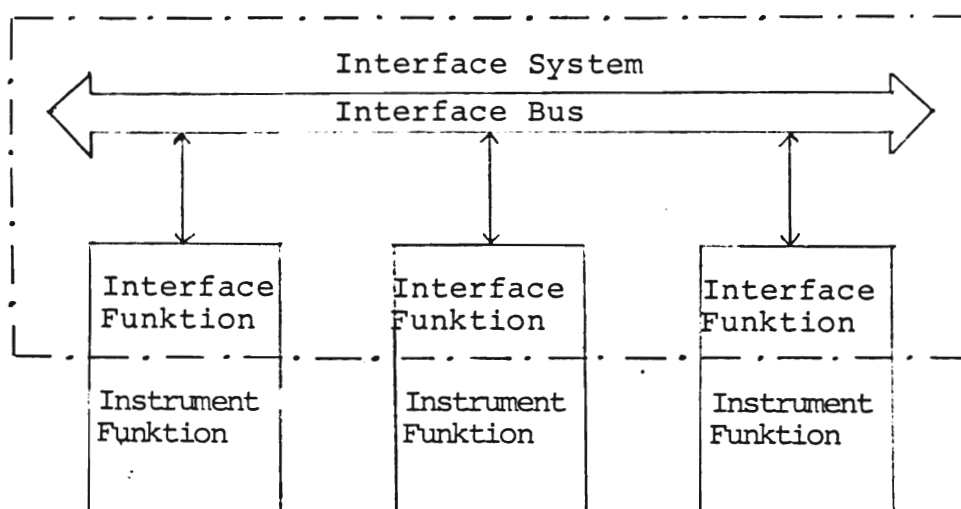 Interface System
Interface Bus
Interface
Funktion
Interface
Funktion
Interface
Funktion
Instrument
Funktion
Instrument
Funktion
Instrument
Funktion